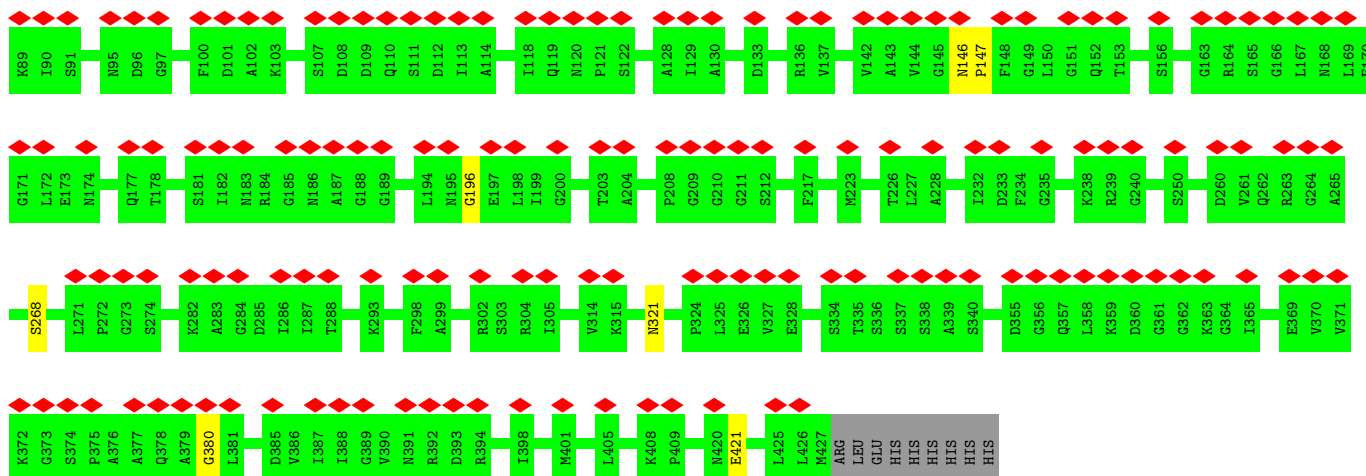 K89 I90 S91 N95 D96 G97 F100 D101 A102 K103 S107 D108 D109 Q110 S111 D112 I113 A114 I118 Q119 N120 P121 S122 A128 I129 A130 D133 R136 V137 V142 A143 V144 G145 N146 P147 F148 G149 L150 G151 Q152 T153 S156 G163 R164 S165 G166 L167 N168 L169
G171 L172 E173 N174 Q177 T178 S181 I182 N183 R184 G185 N186 A187 G188 G189 L194 N195 G196 E197 L198 I199 G200 T203 A204 P208 G209 G210 G211 S212 F217 M223 T226 L227 A228 I232 D233 F234 G235 K238 R239 G240 S250 D260 V261 Q262 R263 G264 A265
S268 L271 P272 G273 S274 K282 A283 G284 D285 I286 I287 T288 K293 F298 A299 R302 S303 R304 I305 V314 K315 N321 P324 L325 E326 V327 E328 S334 T335 S336 S337 S338 A339 S340 D355 G356 Q357 L358 K359 D360 G361 G362 K363 G364 I365 E369 V370 V371
K372 G373 S374 P375 A376 A377 Q378 A379 G380 L381 D385 V386 I387 I388 G389 V390 N391 R392 D393 R394 I398 M401 L405 K408 P409 N420 E421 L425 L426 M427 ARG LEU GLU HIS HIS HIS HIS HIS HIS